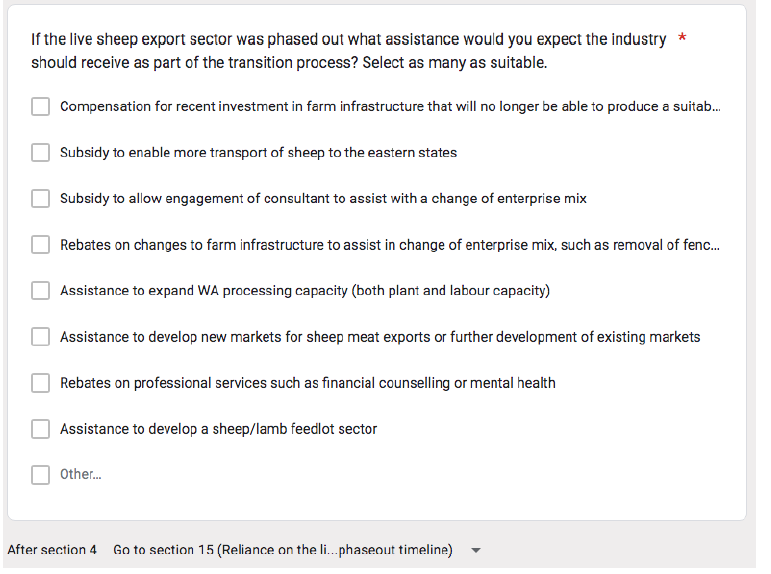 If the live sheep export sector was phased out what assistance would you expect the industry *
should receive as part of the transition process? Select as many as suitable.
Compensation for recent investment in farm infrastructure that will no longer be able to produce a suitab...
Subsidy to enable more transport of sheep to the eastern states
Subsidy to allow engagement of consultant to assist with a change of enterprise mix
Rebates on changes to farm infrastructure to assist in change of enterprise mix, such as removal of fenc...
Assistance to expand WA processing capacity (both plant and labour capacity)
Assistance to develop new markets for sheep meat exports or further development of existing markets
Rebates on professional services such as financial counselling or mental health
Assistance to develop a sheep/lamb feedlot sector
Other...
After section 4 Go to section 15 (Reliance on the li...phaseout timeline)